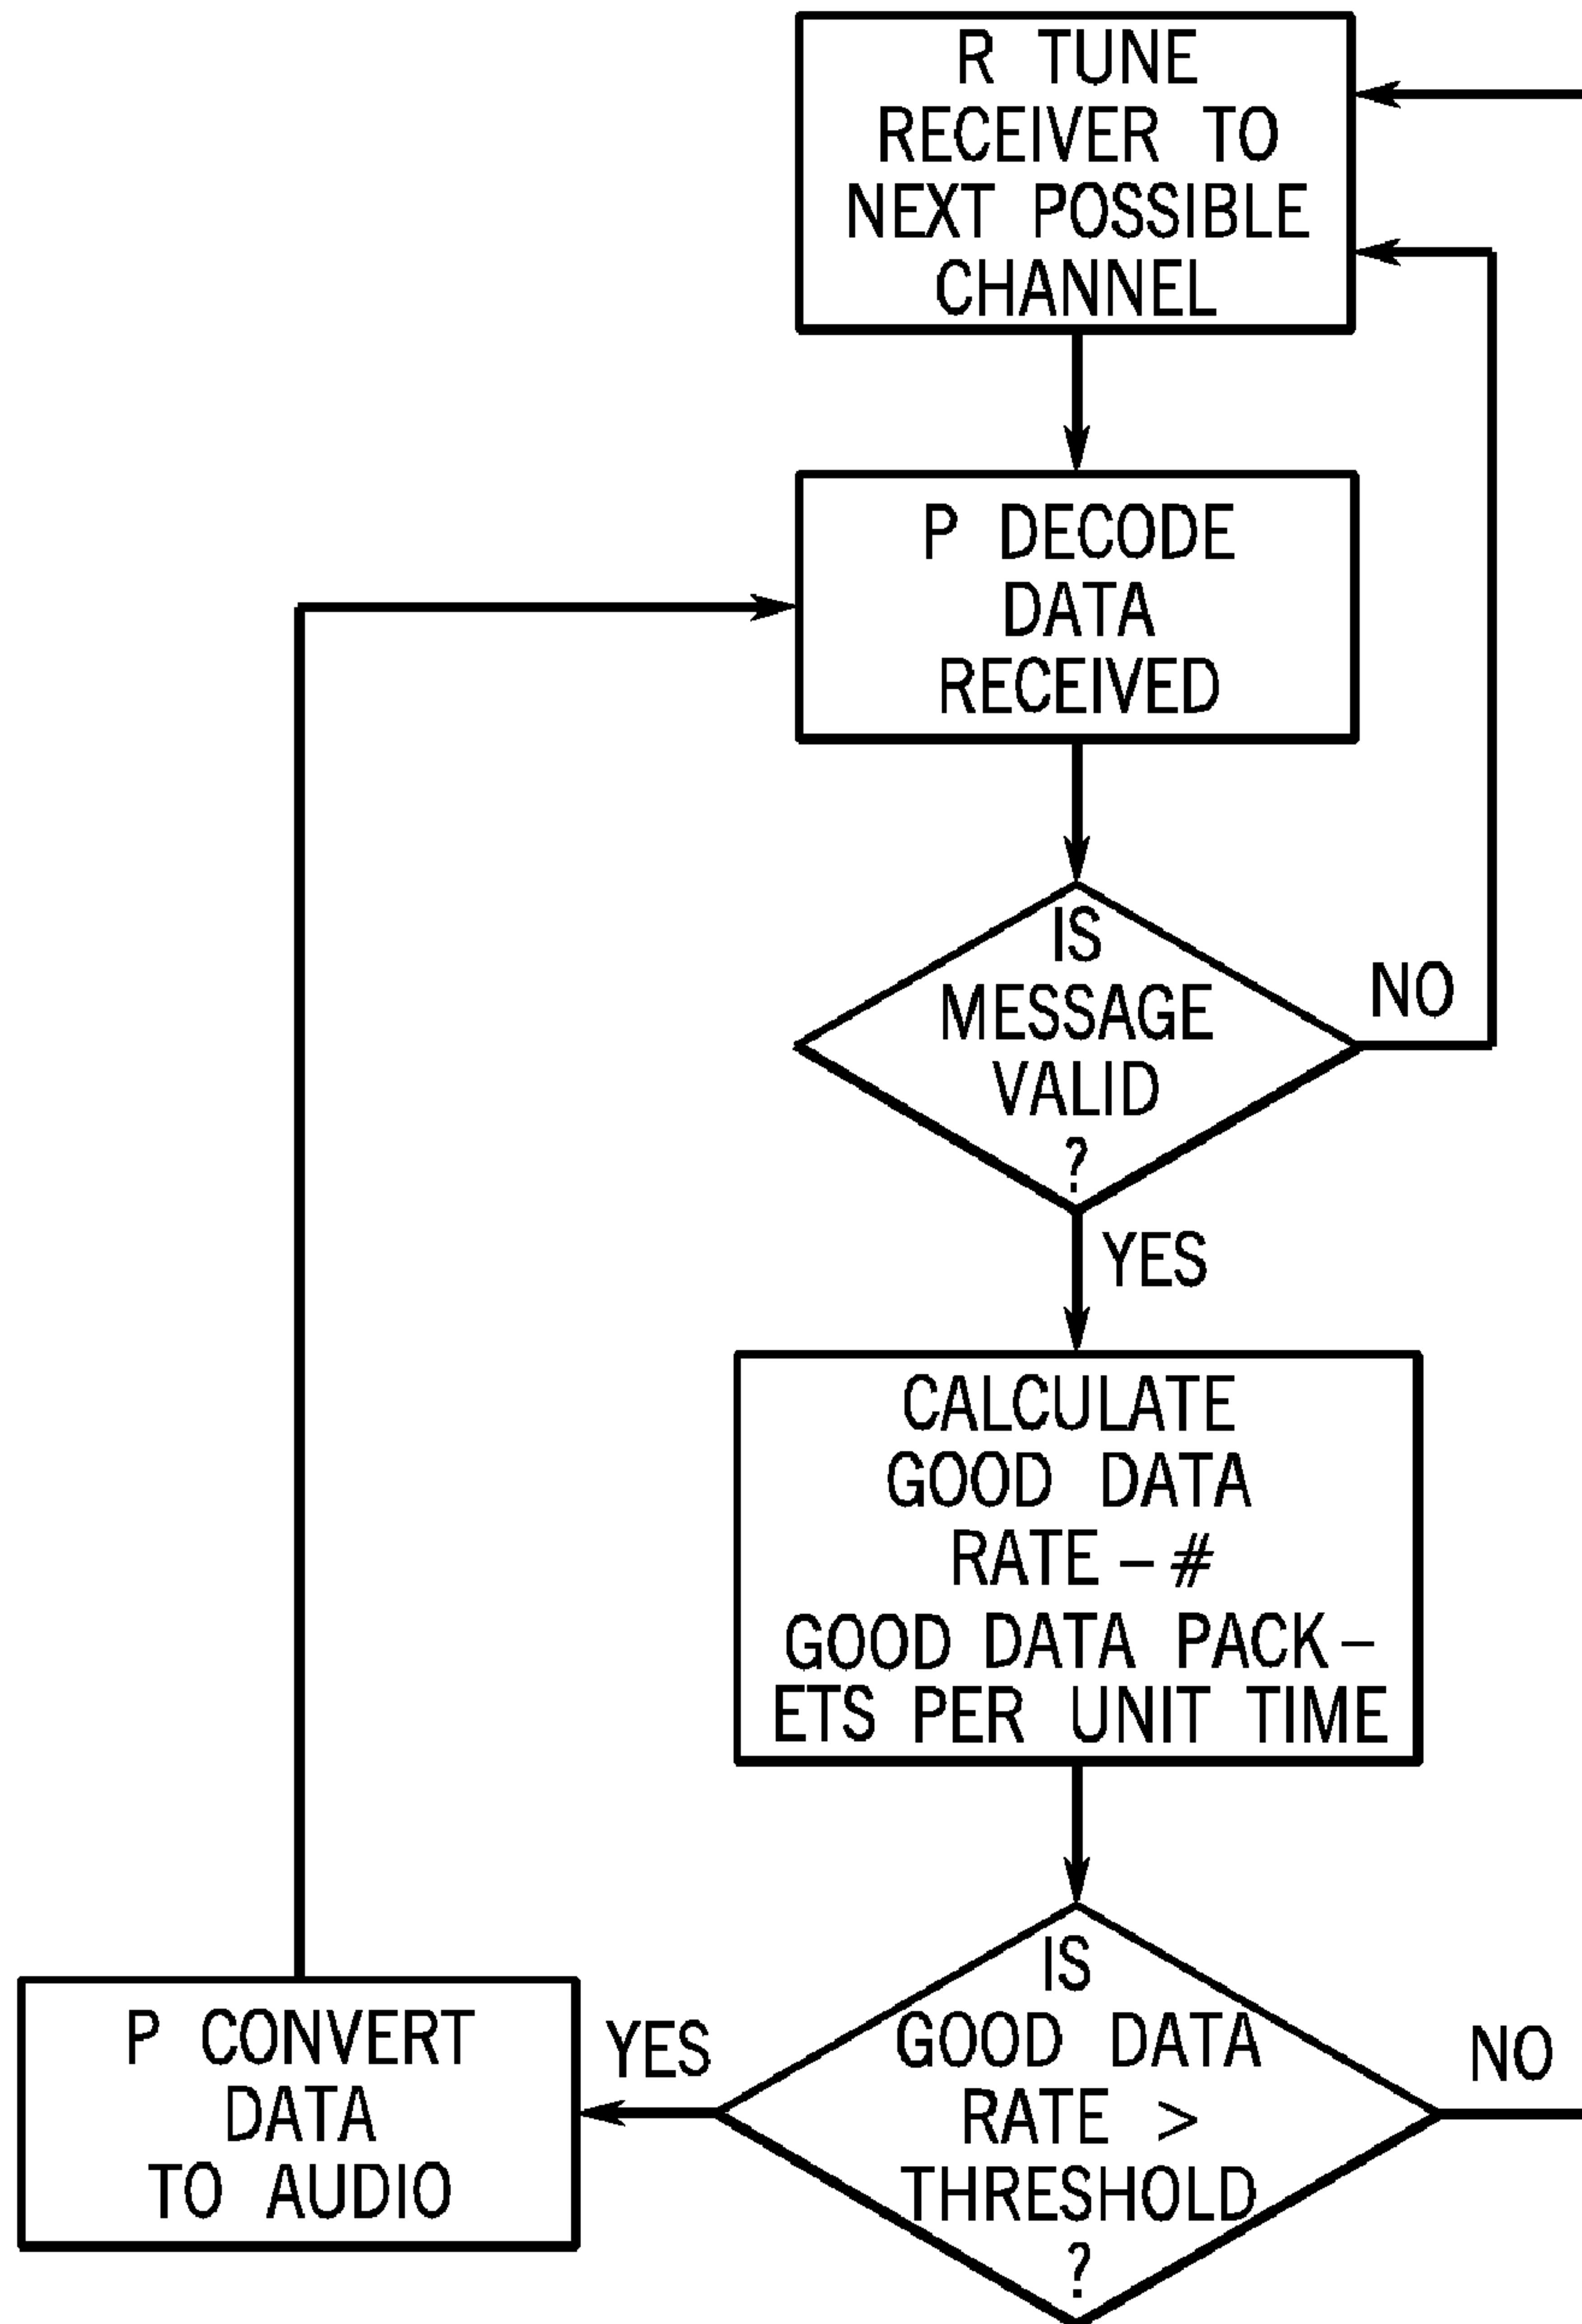 R TUNE
RECEIVER TO
NEXT POSSIBLE
CHANNEL
P DECODE
DATA
RECEIVED
IS
MESSAGE
VALID
?
NO
YES
CALCULATE
GOOD DATA
RATE – #
GOOD DATA PACK–
ETS PER UNIT TIME
IS
GOOD DATA
RATE >
THRESHOLD
?
YES
NO
P CONVERT
DATA
TO AUDIO